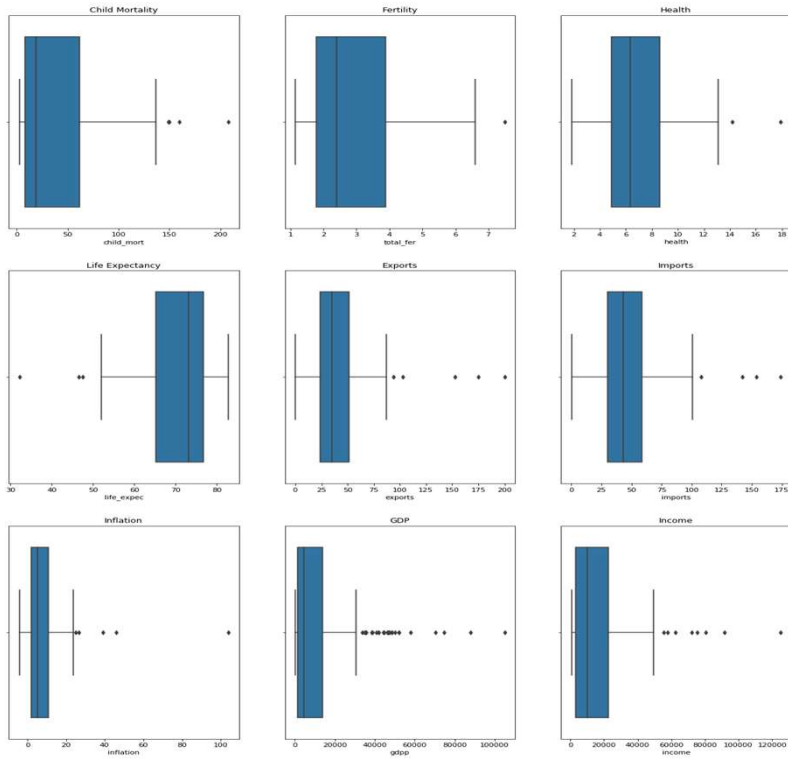 Child Mortality
0 50 100 150 200
child_mort
Fertility
1 2 3 4 5 6 7
total_fer
Health
2 4 6 8 10 12 14 16 18
health
Life Expectancy
30 40 50 60 70 80
life_expec
Exports
0 25 50 75 100 125 150 175 200
exports
Imports
0 25 50 75 100 125 150 175
imports
Inflation
0 20 40 60 80 100
inflation
GDP
0 20000 40000 60000 80000 100000
gdpp
Income
0 20000 40000 60000 80000 100000 120000
income